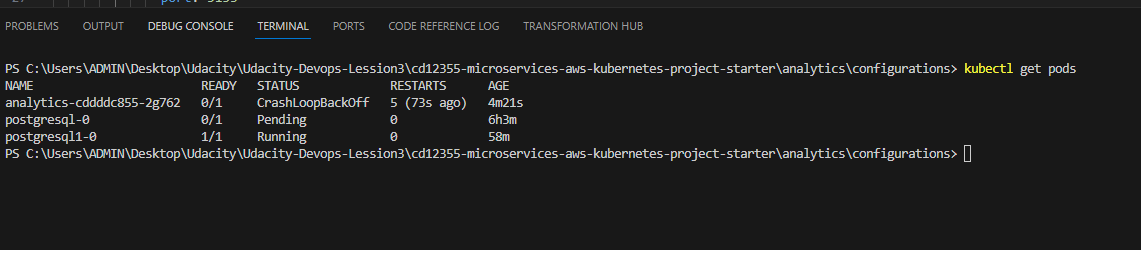 port: 5153
PROBLEMS OUTPUT DEBUG CONSOLE TERMINAL PORTS CODE REFERENCE LOG TRANSFORMATION HUB
PS C:\Users\ADMIN\Desktop\Udacity\Udacity-Devops-Lession3\cd12355-microservices-aws-kubernetes-project-starter\analytics\configurations> kubectl get pods
NAME READY STATUS RESTARTS AGE
analytics-cddddc855-2g762 0/1 CrashLoopBackOff 5 (73s ago) 4m21s
postgresql-0 0/1 Pending 0 6h3m
postgresql1-0 1/1 Running 0 58m
PS C:\Users\ADMIN\Desktop\Udacity\Udacity-Devops-Lession3\cd12355-microservices-aws-kubernetes-project-starter\analytics\configurations>